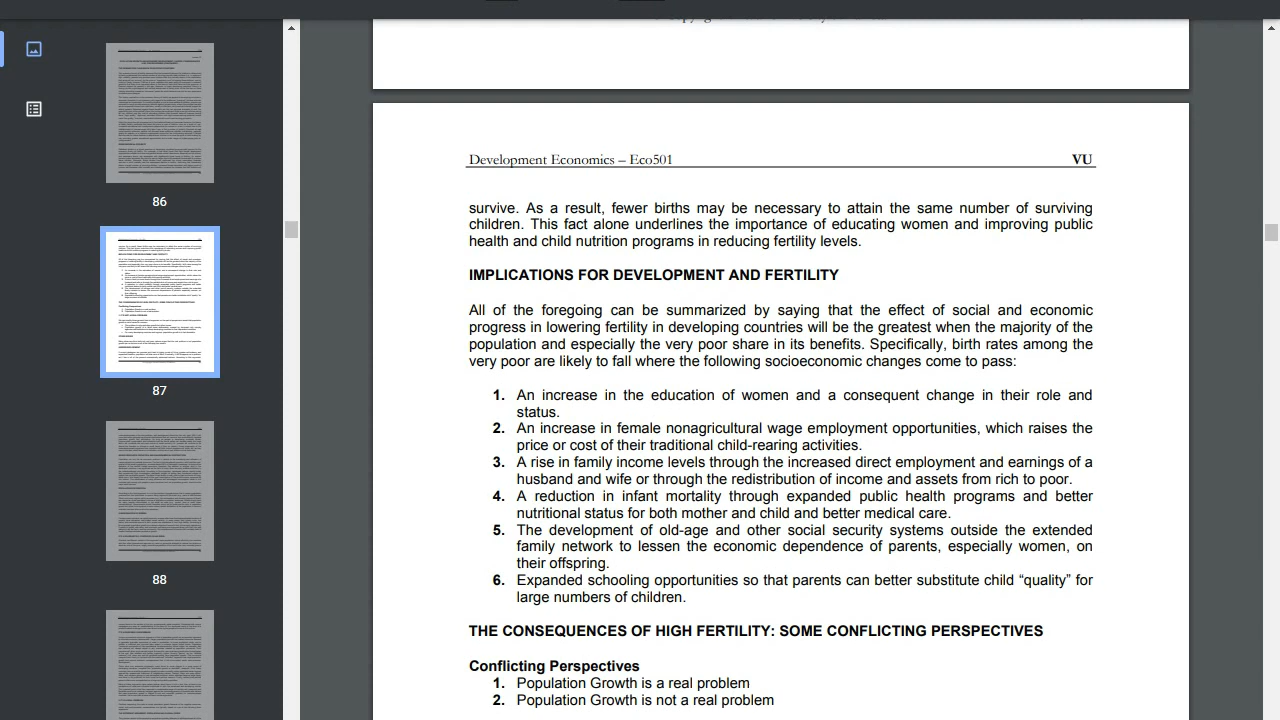 Development Economics – Eco501 VU
survive. As a result, fewer births may be necessary to attain the same number of surviving
children. This fact alone underlines the importance of educating women and improving public
health and child nutrition programs in reducing fertility levels.
IMPLICATIONS FOR DEVELOPMENT AND FERTILITY
All of the foregoing can be summarized by saying that the effect of social and economic
progress in lowering fertility in developing countries will be the greatest when the majority of the
population and especially the very poor share in its benefits. Specifically, birth rates among the
very poor are likely to fall where the following socioeconomic changes come to pass:
1. An increase in the education of women and a consequent change in their role and
status.
2. An increase in female nonagricultural wage employment opportunities, which raises the
price or cost of their traditional child-rearing activities.
3. A rise in family income levels through the increased direct employment and earnings of a
husband and wife or through the redistribution of income and assets from rich to poor.
4. A reduction in infant mortality through expanded public health programs and better
nutritional status for both mother and child and better medical care.
5. The development of old-age and other social security systems outside the extended
family network to lessen the economic dependence of parents, especially women, on
their offspring.
6. Expanded schooling opportunities so that parents can better substitute child “quality” for
large numbers of children.
THE CONSEQUENCES OF HIGH FERTILITY: SOME CONFLICTING PERSPECTIVES
Conflicting Perspectives
1. Population Growth is a real problem
2. Population Growth is not a real problem
86
87
88